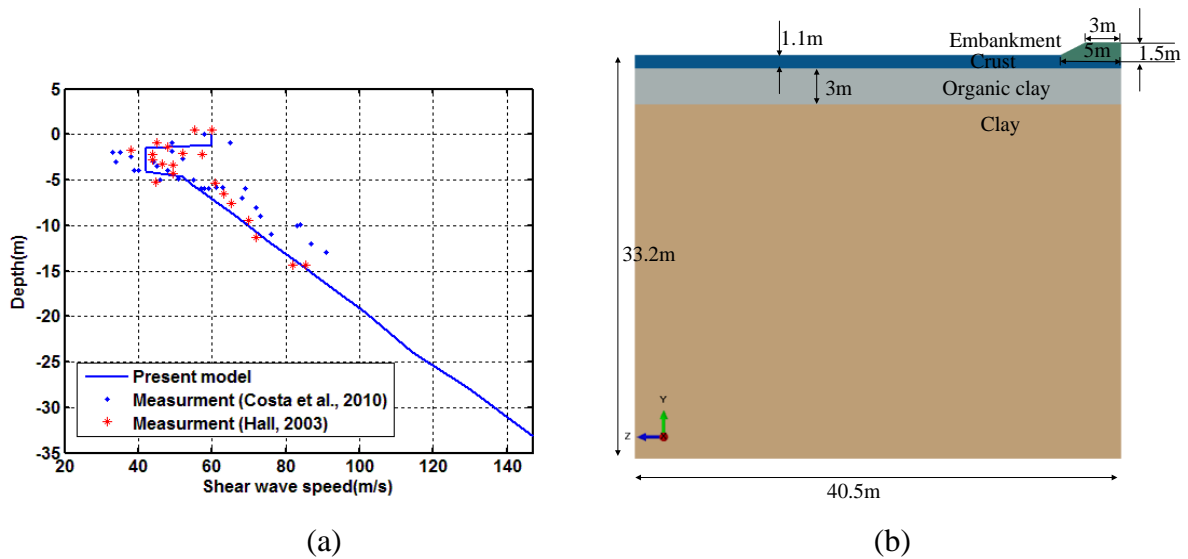 5
0
-5
-10
-15
-20
-25
-30
-35
Depth(m)
20 40 60 80 100 120 140
Shear wave speed(m/s)
Present model
Measurment (Costa et al., 2010)
Measurment (Hall, 2003)
(a)
3m
1.1m
Embankment
5m
1.5m
Crust
3m
Organic clay
Clay
33.2m
Y
Z
40.5m
(b)